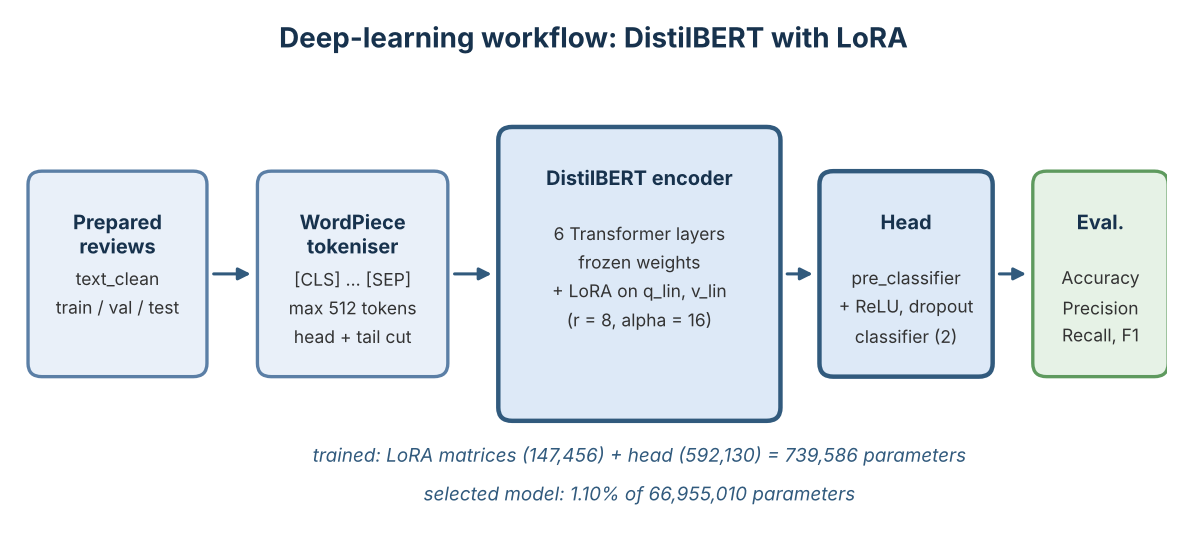 Deep-learning workflow: DistilBERT with LoRA
Prepared
reviews
text_clean
train / val / test
WordPiece
tokeniser
[CLS] ... [SEP]
max 512 tokens
head + tail cut
DistilBERT encoder
6 Transformer layers
frozen weights
+ LoRA on q_lin, v_lin
(r = 8, alpha = 16)
Head
pre_classifier
+ ReLU, dropout
classifier (2)
Eval.
Accuracy
Precision
Recall, F1
trained: LoRA matrices (147,456) + head (592,130) = 739,586 parameters
selected model: 1.10% of 66,955,010 parameters